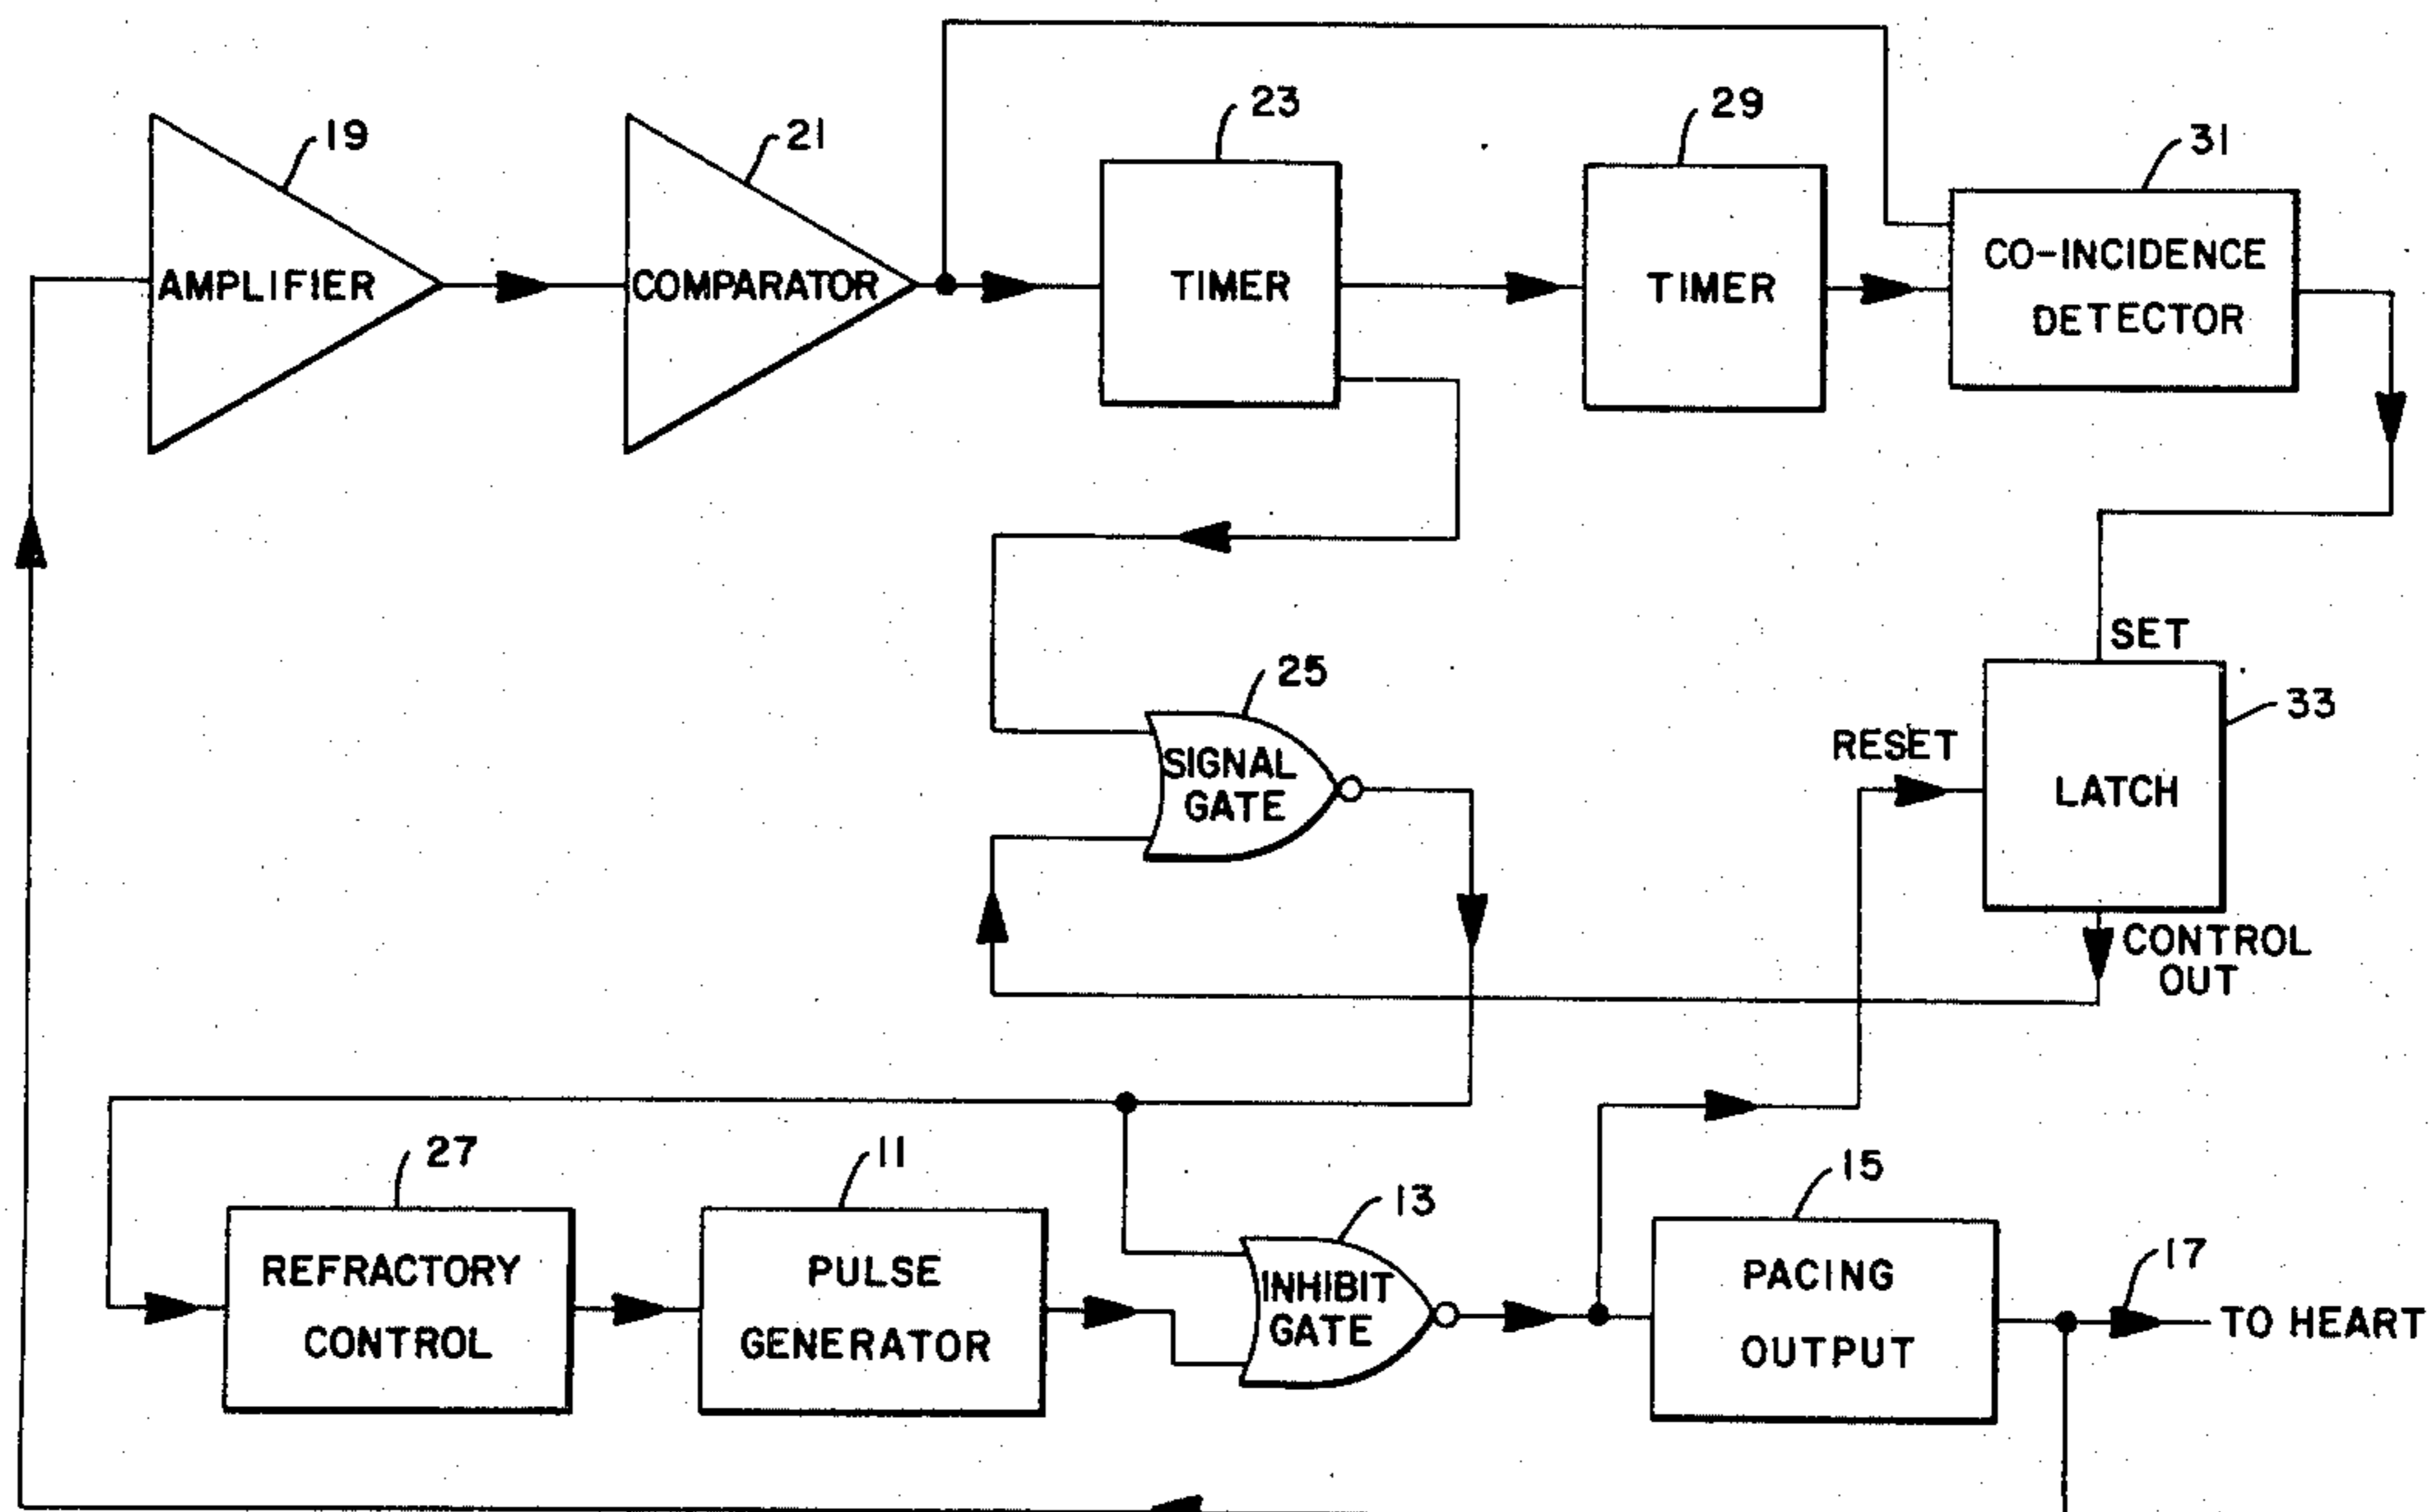 19
21
23
29
31
AMPLIFIER
COMPARATOR
TIMER
TIMER
CO-INCIDENCE
DETECTOR
SET
25
33
SIGNAL
GATE
RESET
LATCH
CONTROL
OUT
27
11
13
15
17
REFRACTORY
CONTROL
PULSE
GENERATOR
INHIBIT
GATE
PACING
OUTPUT
TO HEART